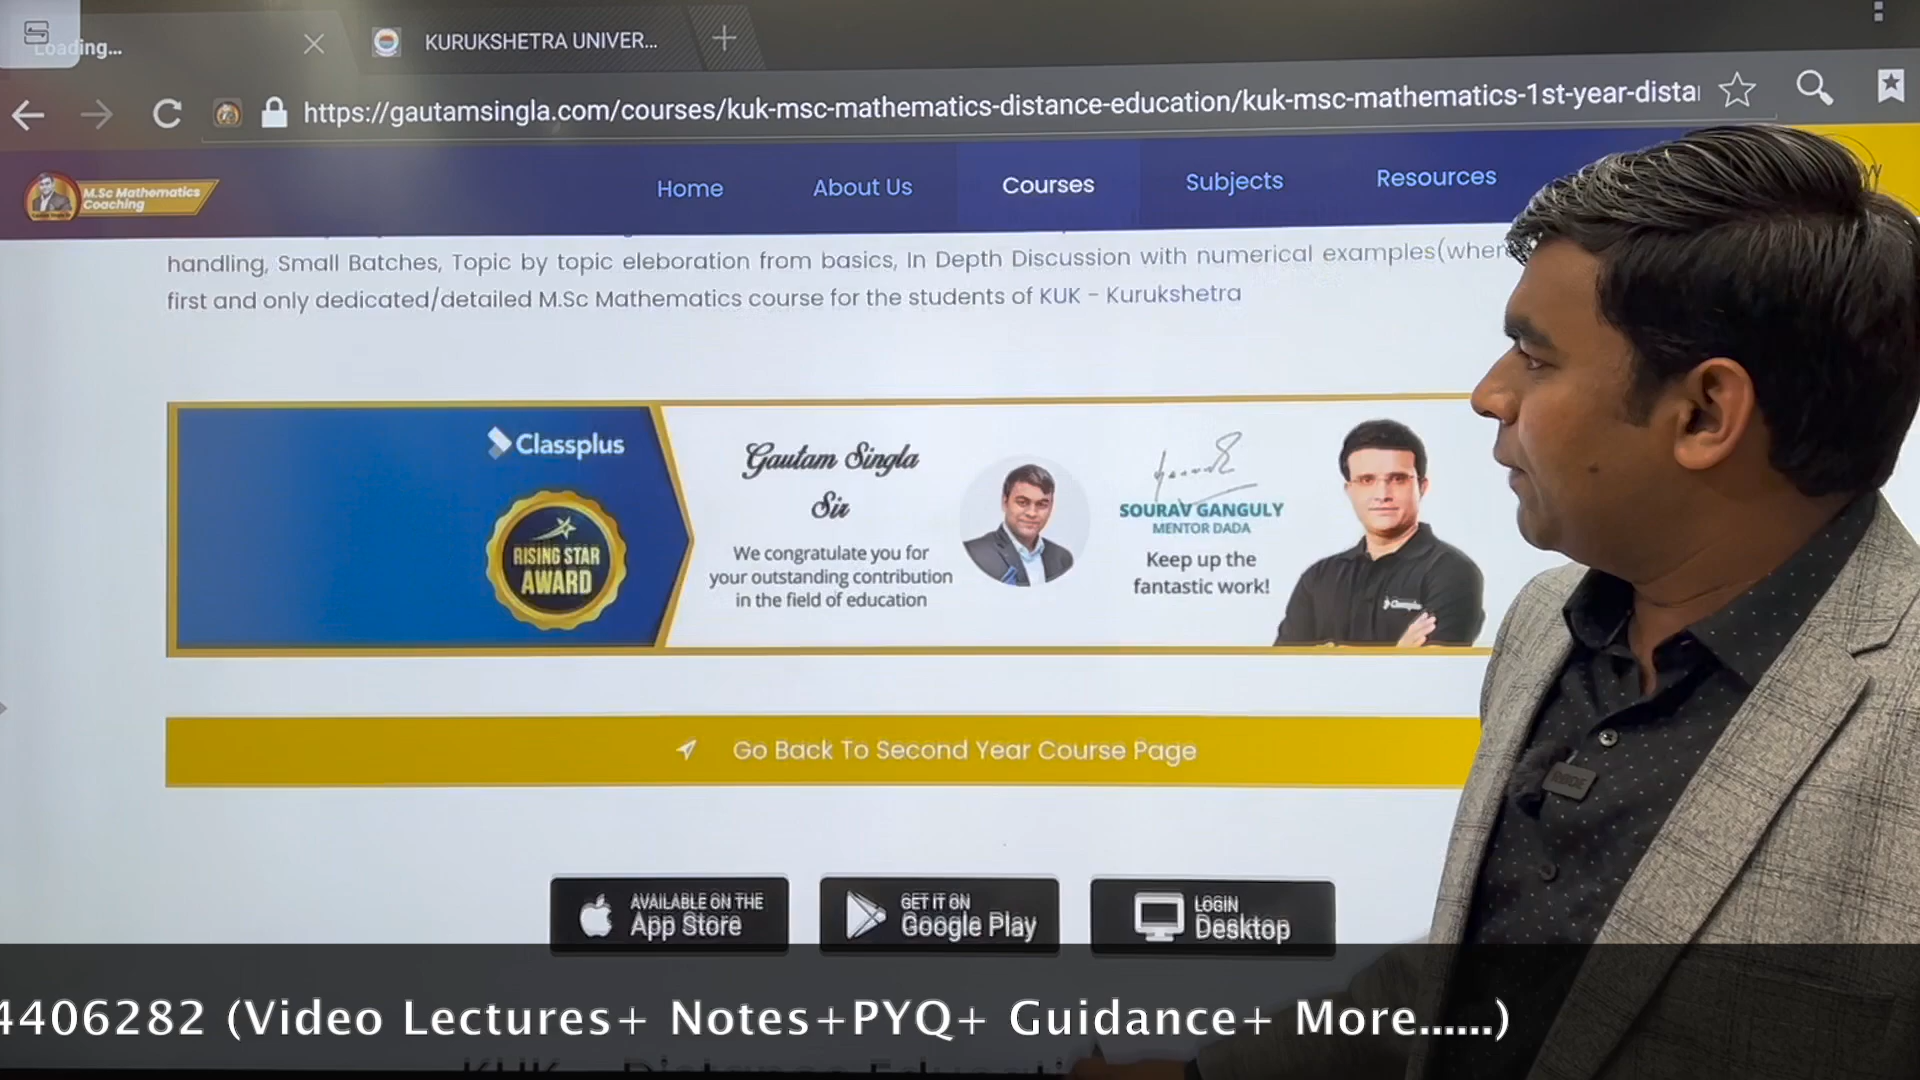 Loading...
KURUKSHETRA UNIVER...
https://gautamsingla.com/courses/kuk-msc-mathematics-distance-education/kuk-msc-mathematics-1st-year-dista
M.Sc Mathematics
Coaching
Home
About Us
Courses
Subjects
Resources
handling, Small Batches, Topic by topic eleboration from basics, In Depth Discussion with numerical examples(where
first and only dedicated/detailed M.Sc Mathematics course for the students of KUK - Kurukshetra
Classplus
RISING STAR
AWARD
Gautam Singla
Sir
We congratulate you for
your outstanding contribution
in the field of education
SOURAV GANGULY
MENTOR DADA
Keep up the
fantastic work!
Classplus
Go Back To Second Year Course Page
AVAILABLE ON THE
App Store
GET IT ON
Google Play
LOGIN
Desktop
4406282 (Video Lectures+ Notes+PYQ+ Guidance+ More......)
KUK - Distance Educati